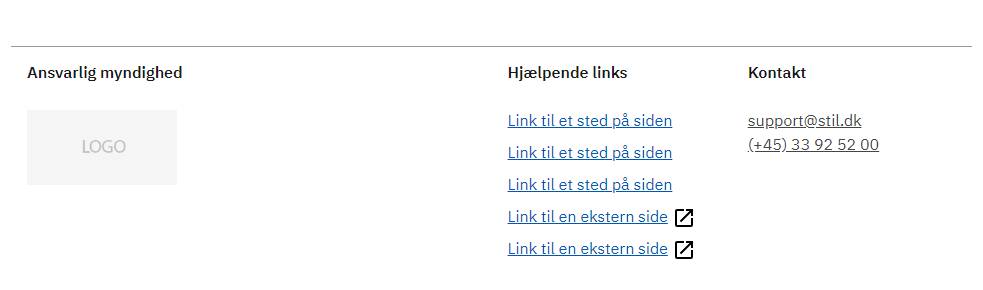 Ansvarlig myndighed
LOGO
Hjælpende links
Link til et sted på siden
Link til et sted på siden
Link til et sted på siden
Link til en ekstern side
Link til en ekstern side
Kontakt
support@stil.dk
(+45) 33 92 52 00